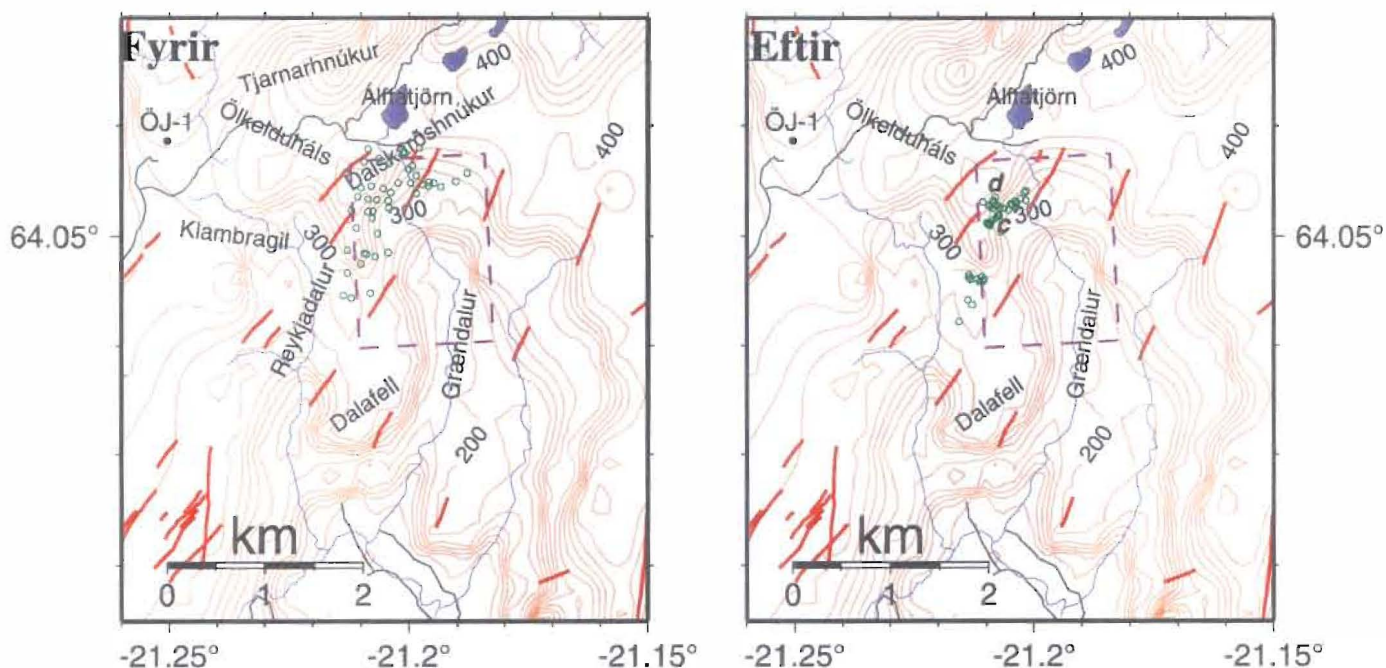 Fyrir
Tjarnarhnúkur
400
Álftatjörn
ÖJ-1
Ölkelduháls
Dalskarðshnúkur
400
64.05°
Klambragil
300
300
Reykjadalur
Grændalur
Dalafell
200
km
0 1 2
-21.25° -21.2° -21.15°
Eftir
400
Álftatjörn
ÖJ-1
Ölkelduháls
400
d
300
c
64.05°
Klambragil
300
Reykjadalur
Grændalur
Dalafell
200
km
0 1 2
-21.25° -21.2° -21.15°